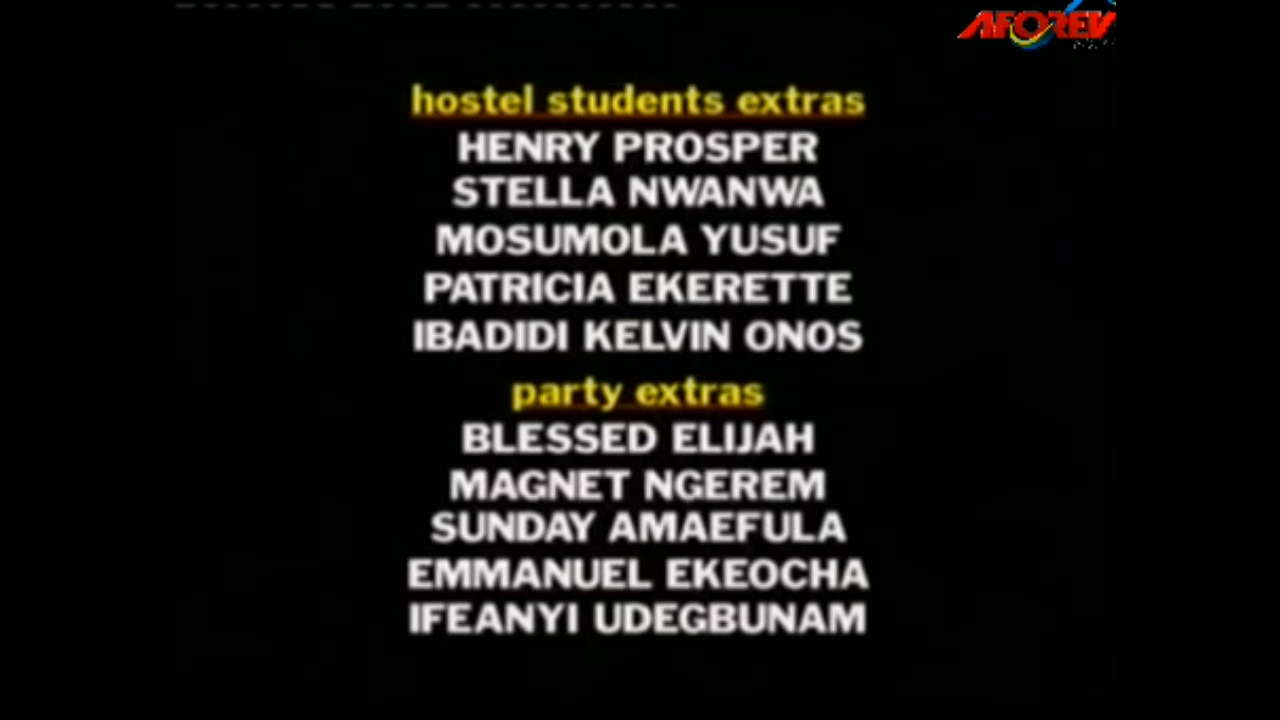 AFOREV
hostel students extras
HENRY PROSPER
STELLA NWANWA
MOSUMOLA YUSUF
PATRICIA EKERETTE
IBADIDI KELVIN ONOS
party extras
BLESSED ELIJAH
MAGNET NGEREM
SUNDAY AMAEFULA
EMMANUEL EKEOCHA
IFEANYI UDEGBUNAM